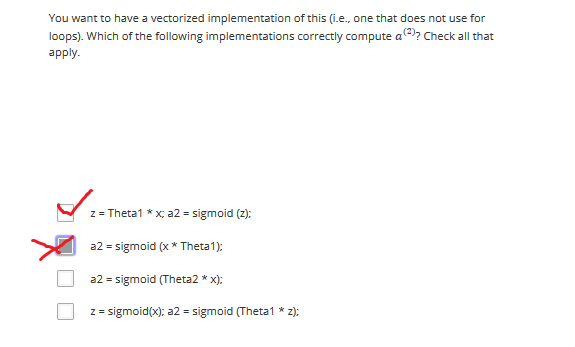 You want to have a vectorized implementation of this (i.e., one that does not use for
loops). Which of the following implementations correctly compute a⁽²⁾? Check all that
apply.
z = Theta1 * x; a2 = sigmoid (z);
a2 = sigmoid (x * Theta1);
a2 = sigmoid (Theta2 * x);
z = sigmoid(x); a2 = sigmoid (Theta1 * z);